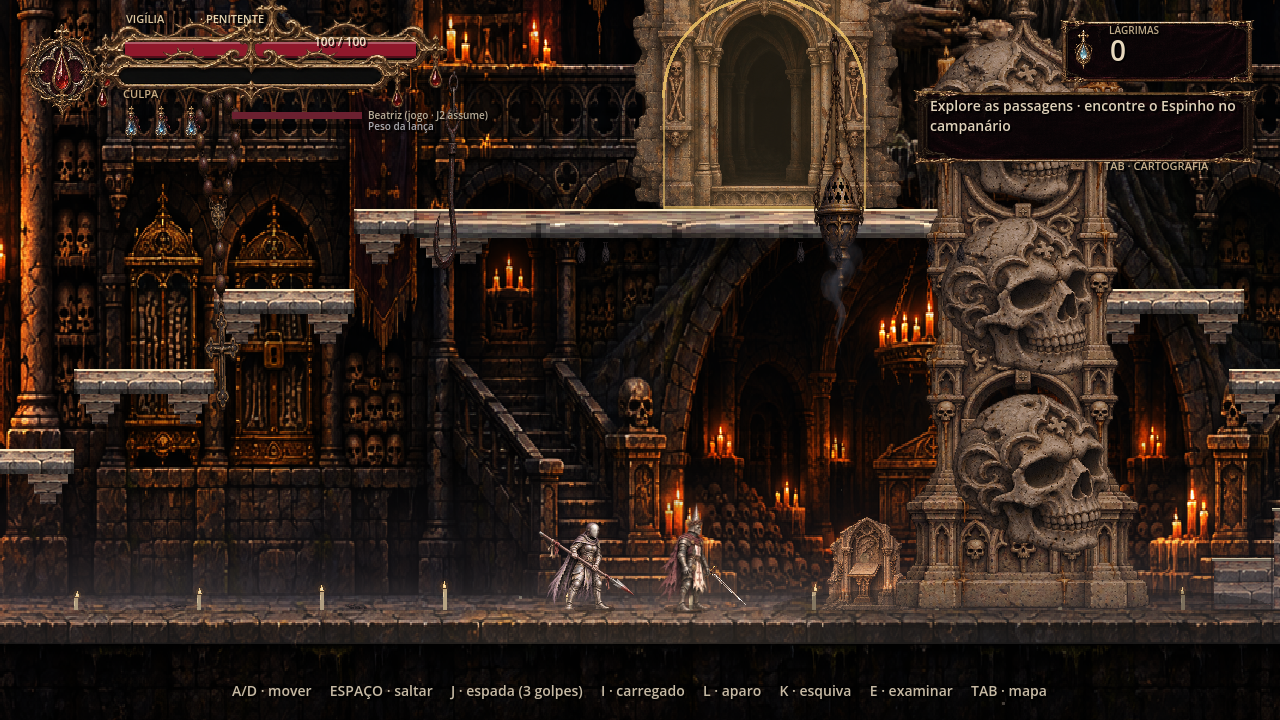 VIGÍLIA · PENITENTE
100 / 100
CULPA
Beatriz (jogo · J2 assume)
Peso da lança
LÁGRIMAS
0
Explore as passagens · encontre o Espinho no
campanário
TAB · CARTOGRAFIA
A/D · mover ESPAÇO · saltar J · espada (3 golpes) I · carregado L · aparo K · esquiva E · examinar TAB · mapa